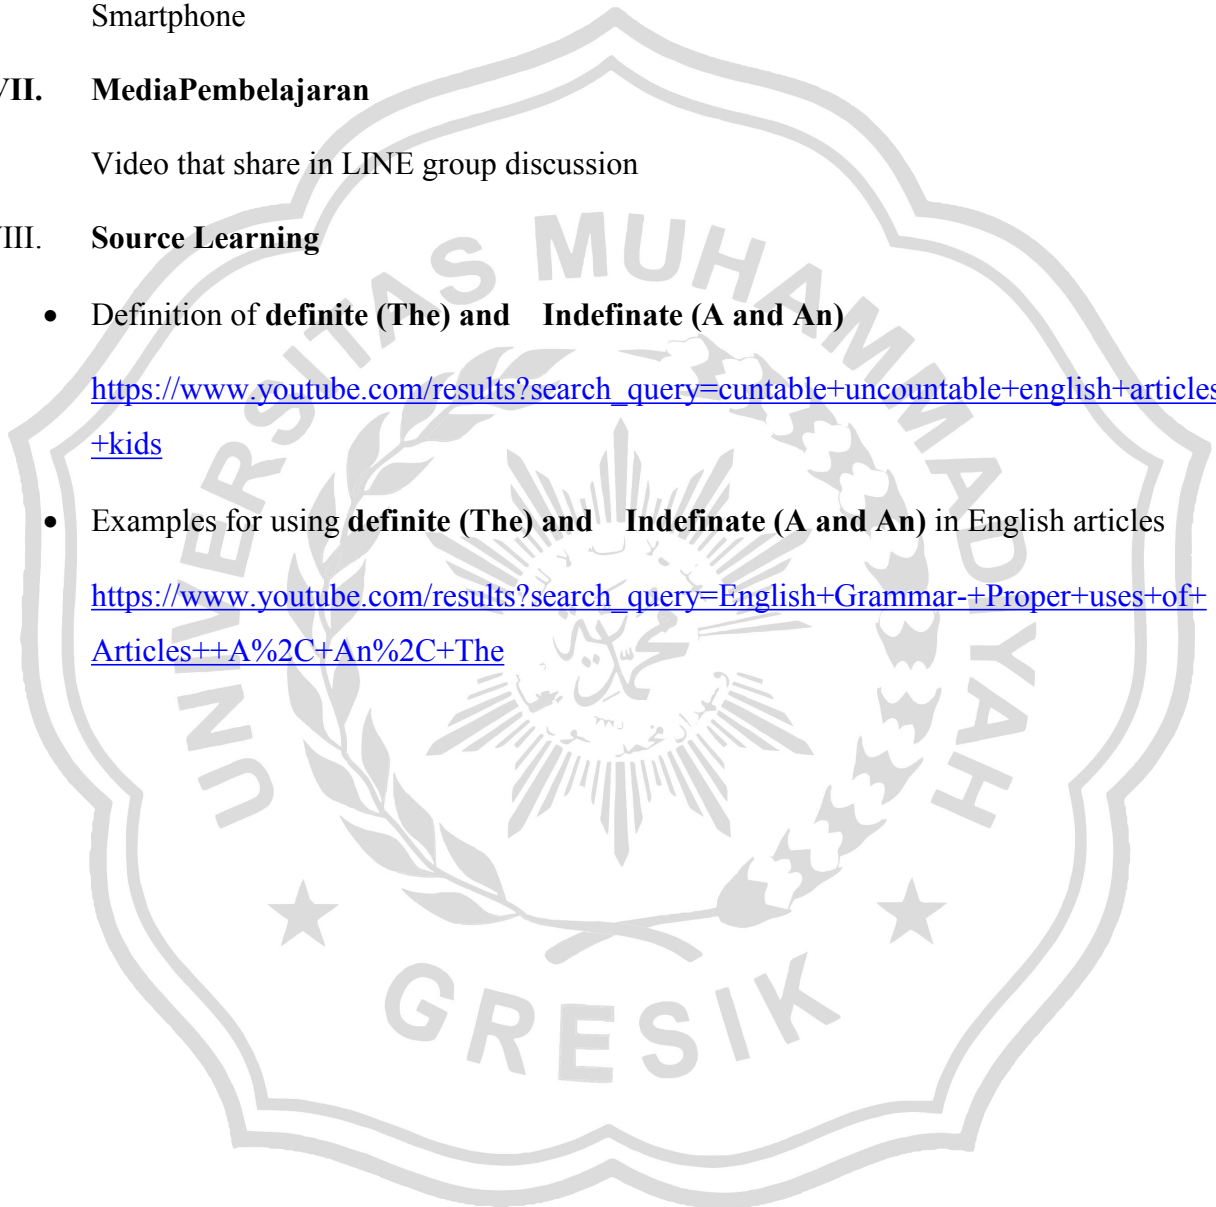 Smartphone
VII. MediaPembelajaran
Video that share in LINE group discussion
VIII. Source Learning
• Definition of definite (The) and Indefinate (A and An)
https://www.youtube.com/results?search_query=cuntable+uncountable+english+articles
+kids
• Examples for using definite (The) and Indefinate (A and An) in English articles
https://www.youtube.com/results?search_query=English+Grammar-+Proper+uses+of+
Articles++A%2C+An%2C+The
UNIVERSITAS MUHAMMADIYAH
GRESIK